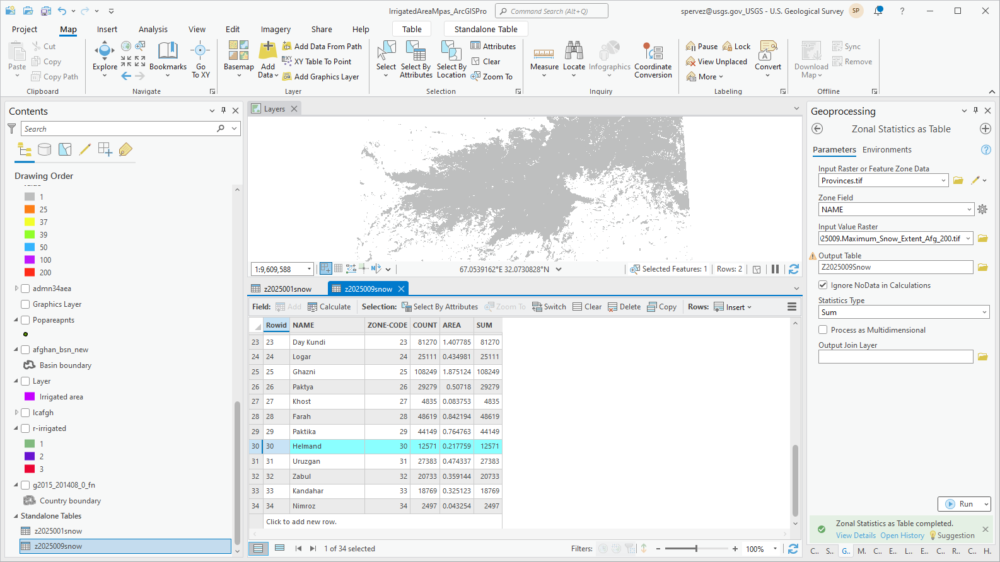 IrrigatedAreaMpas_ArcGISPro
Command Search (Alt+Q)
spervez@usgs.gov_USGS - U.S. Geological Survey
SP
?
Project Map Insert Analysis View Edit Imagery Share Help Table Standalone Table
Paste
Cut
Copy
Copy Path
Clipboard
Explore
Bookmarks
Go
To XY
Navigate
Basemap
Add
Data
Add Data From Path
XY Table To Point
Add Graphics Layer
Layer
Select
Select By
Attributes
Select By
Location
Attributes
Clear
Zoom To
Selection
Measure
Locate
Infographics
Coordinate
Conversion
Inquiry
Pause
Lock
View Unplaced
More
Convert
Labeling
Download
Map
Sync
Remove
Offline
Contents
Search
Drawing Order
1
25
37
39
50
100
200
admn34aea
Graphics Layer
Popareapnts
afghan_bsn_new
Basin boundary
Layer
Irrigated area
lcafgh
r-irrigated
1
2
3
g2015_201408_0_fn
Country boundary
Standalone Tables
z2025001snow
z2025009snow
Layers
1:9,609,588
67.0539162°E 32.0730828°N
Selected Features: 1
Rows: 2
z2025001snow
z2025009snow
Field: Add Calculate Selection: Select By Attributes Zoom To Switch Clear Delete Copy Rows: Insert
Rowid NAME ZONE-CODE COUNT AREA SUM
23 23 Day Kundi 23 81270 1.407785 81270
24 24 Logar 24 25111 0.434981 25111
25 25 Ghazni 25 108249 1.875124 108249
26 26 Paktya 26 29279 0.50718 29279
27 27 Khost 27 4835 0.083753 4835
28 28 Farah 28 48619 0.842194 48619
29 29 Paktika 29 44149 0.764763 44149
30 30 Helmand 30 12571 0.217759 12571
31 31 Uruzgan 31 27383 0.474337 27383
32 32 Zabul 32 20733 0.359144 20733
33 33 Kandahar 33 18769 0.325123 18769
34 34 Nimroz 34 2497 0.043254 2497
Click to add new row.
1 of 34 selected
Filters:
100%
Geoprocessing
Zonal Statistics as Table
Parameters Environments
?
Input Raster or Feature Zone Data
Provinces.tif
Zone Field
NAME
Input Value Raster
25009.Maximum_Snow_Extent_Afg_200.tif
Output Table
Z2025009Snow
Ignore NoData in Calculations
Statistics Type
Sum
Process as Multidimensional
Output Join Layer
Run
Zonal Statistics as Table completed.
View Details Open History Suggestion
C.. S.. G.. M.. C.. E.. L.. E.. C.. R.. C.. H.